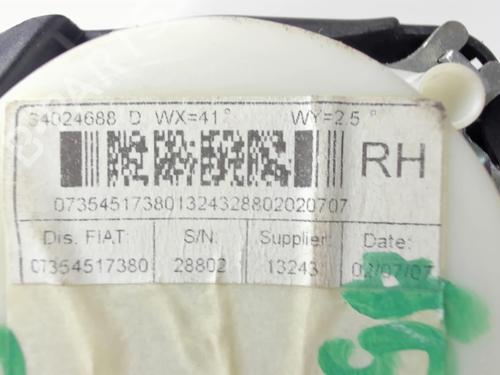 34024688 D WX=41° WY=2.5 °
RH
07354517380132432880202070​7
Dis. FIAT: S/N: Supplier: Date:
07354517380 28802 13243 02/07/07